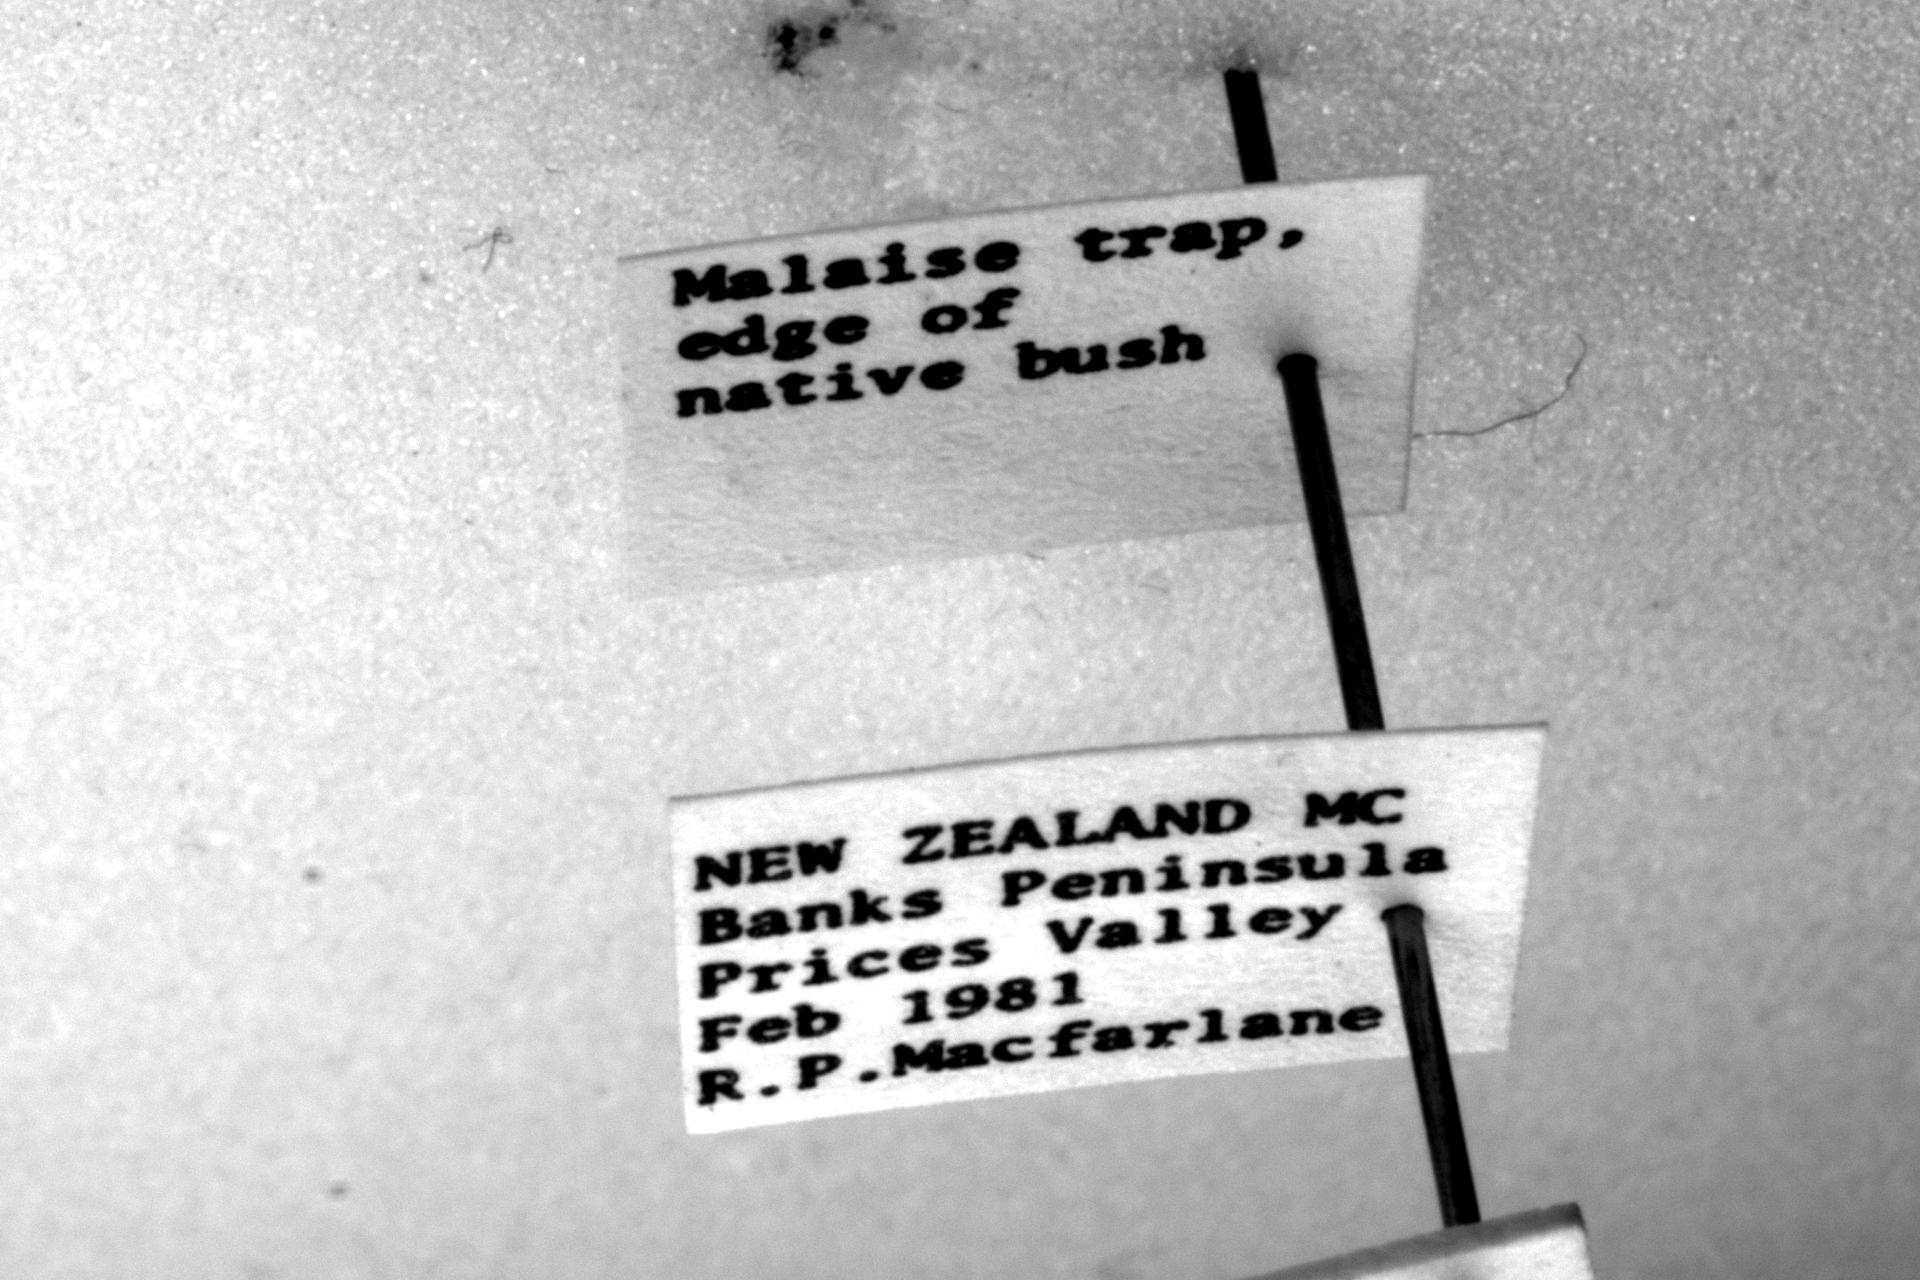 Malaise trap,
edge of
native bush
NEW ZEALAND MC
Banks Peninsula
Prices Valley
Feb 1981
R.P.Macfarlane